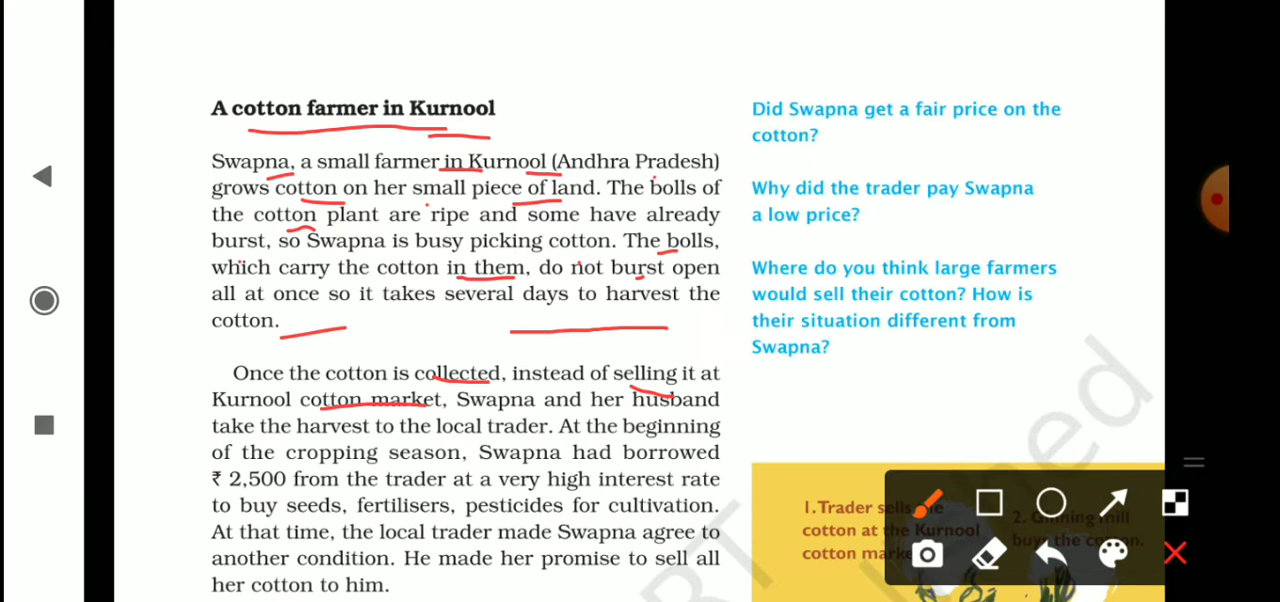 A cotton farmer in Kurnool
Swapna, a small farmer in Kurnool (Andhra Pradesh)
grows cotton on her small piece of land. The bolls of
the cotton plant are ripe and some have already
burst, so Swapna is busy picking cotton. The bolls,
which carry the cotton in them, do not burst open
all at once so it takes several days to harvest the
cotton.
Once the cotton is collected, instead of selling it at
Kurnool cotton market, Swapna and her husband
take the harvest to the local trader. At the beginning
of the cropping season, Swapna had borrowed
₹ 2,500 from the trader at a very high interest rate
to buy seeds, fertilisers, pesticides for cultivation.
At that time, the local trader made Swapna agree to
another condition. He made her promise to sell all
her cotton to him.
Did Swapna get a fair price on the
cotton?
Why did the trader pay Swapna
a low price?
Where do you think large farmers
would sell their cotton? How is
their situation different from
Swapna?
1.Trader sells the
cotton at the Kurnool
cotton market
2. Ginning mill
buys the cotton.